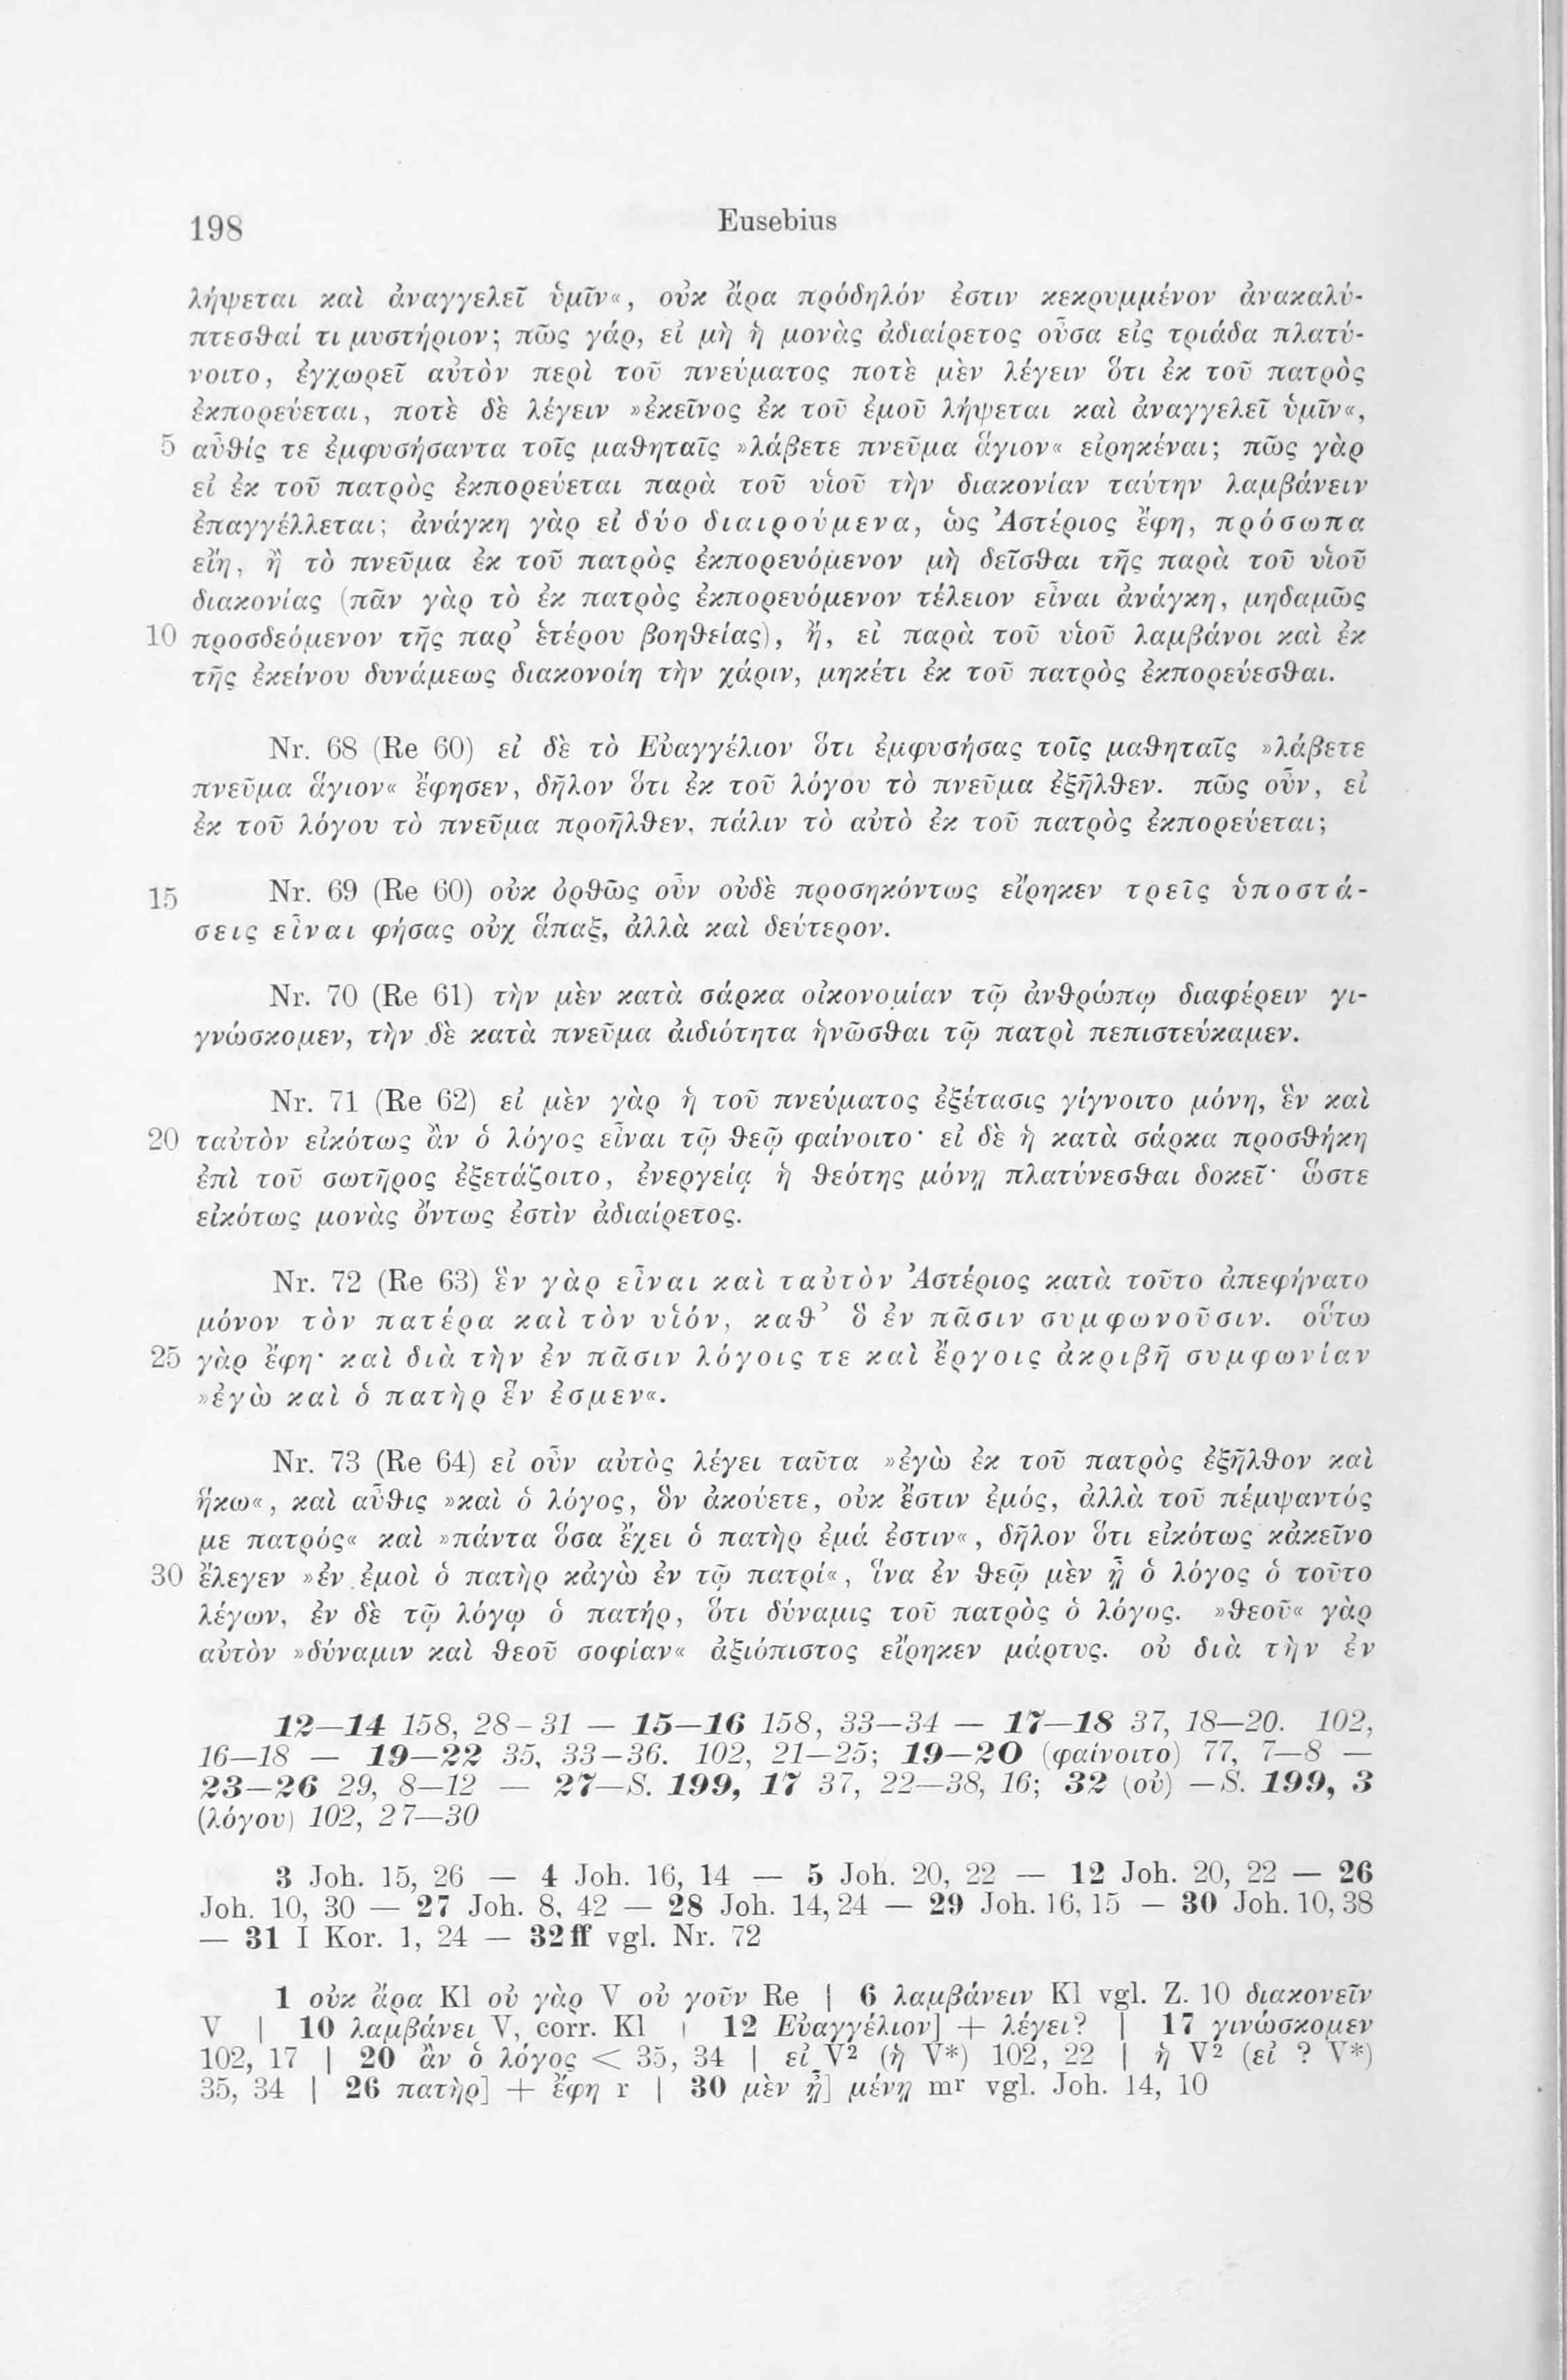 198
Eusebius
λήψεται καὶ ἀναγγελεῖ ὑμῖν«, οὐκ ἄρα πρόδηλόν ἐστιν κεκρυμμένον ἀνακαλύ-
πτεσθαί τι μυστήριον; πῶς γάρ, εἰ μὴ ἡ μονὰς ἀδιαίρετος οὖσα εἰς τριάδα πλατύ-
νοιτο, ἐγχωρεῖ αὐτὸν περὶ τοῦ πνεύματος ποτὲ μὲν λέγειν ὅτι ἐκ τοῦ πατρὸς
ἐκπορεύεται, ποτὲ δὲ λέγειν »ἐκεῖνος ἐκ τοῦ ἐμοῦ λήψεται καὶ ἀναγγελεῖ ὑμῖν«,
5 αὖθίς τε ἐμφυσήσαντα τοῖς μαθηταῖς »λάβετε πνεῦμα ἅγιον« εἰρηκέναι; πῶς γὰρ
εἰ ἐκ τοῦ πατρὸς ἐκπορεύεται παρὰ τοῦ υἱοῦ τὴν διακονίαν ταύτην λαμβάνειν
ἐπαγγέλλεται; ἀνάγκη γὰρ εἰ δύο διαιρούμενα, ὡς Ἀστέριος ἔφη, πρόσωπα
εἴη, ἢ τὸ πνεῦμα ἐκ τοῦ πατρὸς ἐκπορευόμενον μὴ δεῖσθαι τῆς παρὰ τοῦ υἱοῦ
διακονίας (πᾶν γὰρ τὸ ἐκ πατρὸς ἐκπορευόμενον τέλειον εἶναι ἀνάγκη, μηδαμῶς
10 προσδεόμενον τῆς παρ’ ἑτέρου βοηθείας), ἤ, εἰ παρὰ τοῦ υἱοῦ λαμβάνοι καὶ ἐκ
τῆς ἐκείνου δυνάμεως διακονοίη τὴν χάριν, μηκέτι ἐκ τοῦ πατρὸς ἐκπορεύεσθαι.
Nr. 68 (Re 60) εἰ δὲ τὸ Εὐαγγέλιον ὅτι ἐμφυσήσας τοῖς μαθηταῖς »λάβετε
πνεῦμα ἅγιον« ἔφησεν, δῆλον ὅτι ἐκ τοῦ λόγου τὸ πνεῦμα ἐξῆλθεν. πῶς οὖν, εἰ
ἐκ τοῦ λόγου τὸ πνεῦμα προῆλθεν, πάλιν τὸ αὐτὸ ἐκ τοῦ πατρὸς ἐκπορεύεται;
15 Nr. 69 (Re 60) οὐκ ὀρθῶς οὖν οὐδὲ προσηκόντως εἴρηκεν τρεῖς ὑποστά-
σεις εἶναι φήσας οὐχ ἅπαξ, ἀλλὰ καὶ δεύτερον.
Nr. 70 (Re 61) τὴν μὲν κατὰ σάρκα οἰκονομίαν τῷ ἀνθρώπῳ διαφέρειν γι-
γνώσκομεν, τὴν δὲ κατὰ πνεῦμα ἀιδιότητα ἡνῶσθαι τῷ πατρὶ πεπιστεύκαμεν.
Nr. 71 (Re 62) εἰ μὲν γὰρ ἡ τοῦ πνεύματος ἐξέτασις γίγνοιτο μόνη, ἓν καὶ
20 ταὐτὸν εἰκότως ἂν ὁ λόγος εἶναι τῷ θεῷ φαίνοιτο· εἰ δὲ ἡ κατὰ σάρκα προσθήκη
ἐπὶ τοῦ σωτῆρος ἐξετάζοιτο, ἐνεργείᾳ ἡ θεότης μόνῃ πλατύνεσθαι δοκεῖ· ὥστε
εἰκότως μονὰς ὄντως ἐστὶν ἀδιαίρετος.
Nr. 72 (Re 63) ἓν γὰρ εἶναι καὶ ταὐτὸν Ἀστέριος κατὰ τοῦτο ἀπεφήνατο
μόνον τὸν πατέρα καὶ τὸν υἱόν, καθ’ ὃ ἐν πᾶσιν συμφωνοῦσιν. οὕτω
25 γὰρ ἔφη· καὶ διὰ τὴν ἐν πᾶσιν λόγοις τε καὶ ἔργοις ἀκριβῆ συμφωνίαν
»ἐγὼ καὶ ὁ πατὴρ ἕν ἐσμεν«.
Nr. 73 (Re 64) εἰ οὖν αὐτὸς λέγει ταῦτα »ἐγὼ ἐκ τοῦ πατρὸς ἐξῆλθον καὶ
ἥκω«, καὶ αὖθις »καὶ ὁ λόγος, ὃν ἀκούετε, οὐκ ἔστιν ἐμός, ἀλλὰ τοῦ πέμψαντός
με πατρός« καὶ »πάντα ὅσα ἔχει ὁ πατὴρ ἐμά ἐστιν«, δῆλον ὅτι εἰκότως κἀκεῖνο
30 ἔλεγεν »ἐν ἐμοὶ ὁ πατὴρ κἀγὼ ἐν τῷ πατρί«, ἵνα ἐν θεῷ μὲν ᾖ ὁ λόγος ὁ τοῦτο
λέγων, ἐν δὲ τῷ λόγῳ ὁ πατήρ, ὅτι δύναμις τοῦ πατρὸς ὁ λόγος. »θεοῦ« γὰρ
αὐτὸν »δύναμιν καὶ θεοῦ σοφίαν« ἀξιόπιστος εἴρηκεν μάρτυς. οὐ διὰ τὴν ἐν
12—14 158, 28–31 — 15—16 158, 33—34 — 17—18 37, 18—20. 102,
16—18 — 19—22 35, 33–36. 102, 21—25; 19—20 (φαίνοιτο) 77, 7—8 —
23—26 29, 8—12 — 27—S. 199, 17 37, 22—38, 16; 32 (οὐ) —S. 199, 3
(λόγου) 102, 27—30
3 Joh. 15, 26 — 4 Joh. 16, 14 — 5 Joh. 20, 22 — 12 Joh. 20, 22 — 26
Joh. 10, 30 — 27 Joh. 8, 42 — 28 Joh. 14, 24 — 29 Joh. 16, 15 — 30 Joh. 10, 38
— 31 I Kor. 1, 24 — 32 ff vgl. Nr. 72
1 οὐκ ἄρα Kl οὐ γὰρ V οὐ γοῦν Re | 6 λαμβάνειν Kl vgl. Z. 10 διακονεῖν
V | 10 λαμβάνει V, corr. Kl | 12 Εὐαγγέλιον] + λέγει? | 17 γινώσκομεν
102, 17 | 20 ἂν ὁ λόγος < 35, 34 | εἰ V² (ἡ V*) 102, 22 | ἡ V² (εἰ ? V*)
35, 34 | 26 πατὴρ] + ἔφη r | 30 μὲν ᾖ] μένῃ mr vgl. Joh. 14, 10